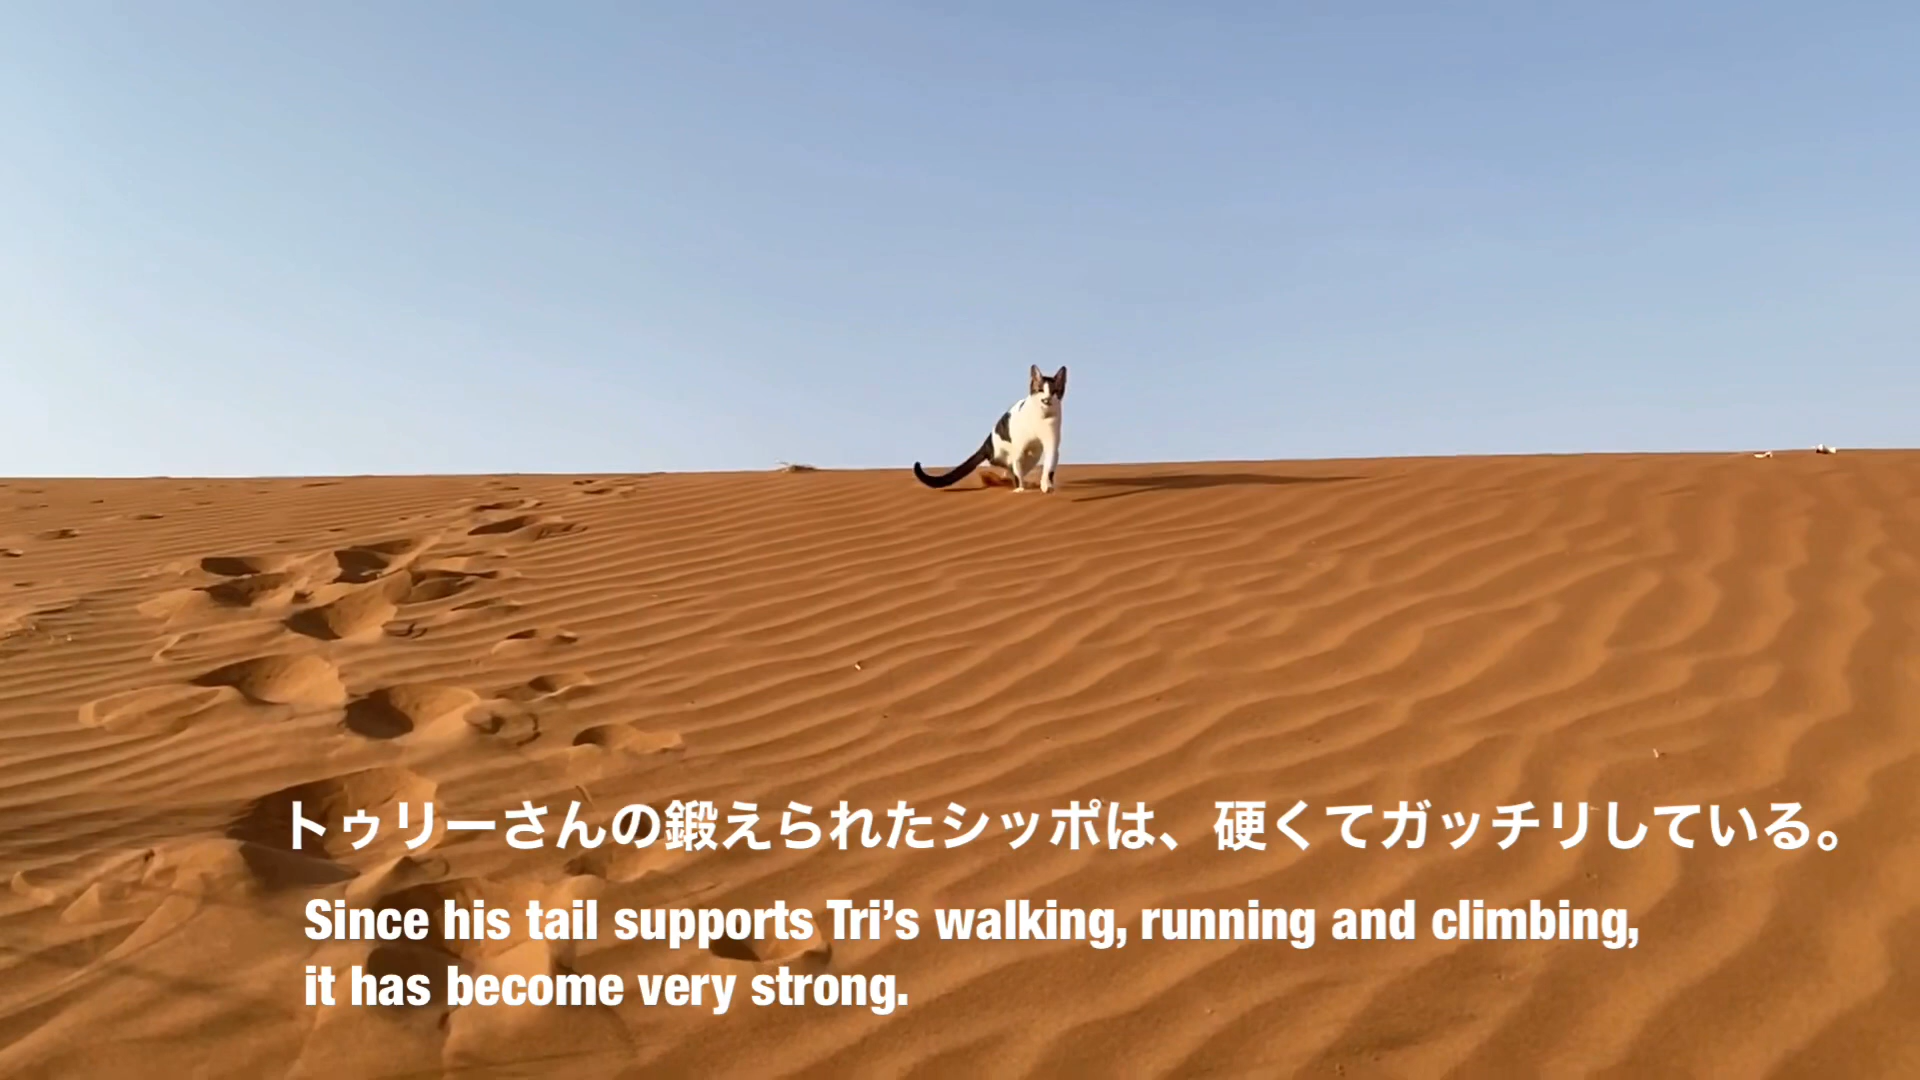 トゥリーさんの鍛えられたシッポは、硬くてガッチリしている。
Since his tail supports Tri’s walking, running and climbing,
it has become very strong.